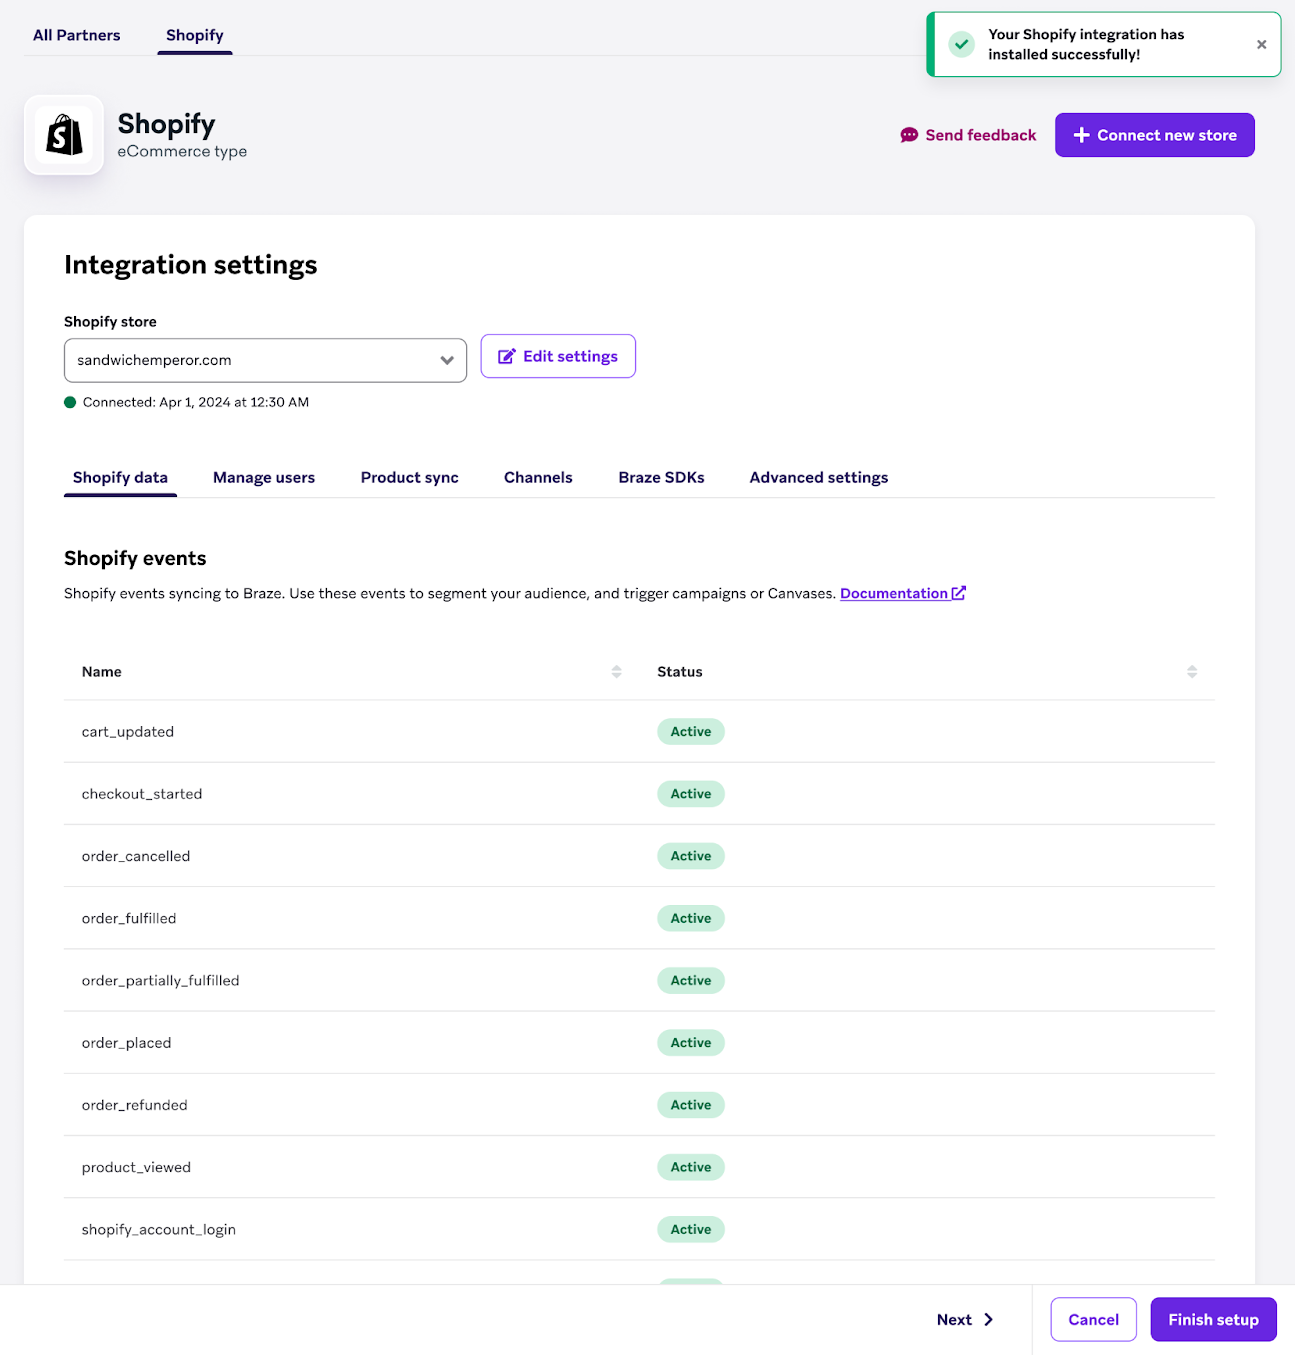 All Partners
Shopify
Your Shopify integration has
installed successfully!
Shopify
eCommerce type
Send feedback
Connect new store
Integration settings
Shopify store
sandwichemperor.com
Edit settings
Connected: Apr 1, 2024 at 12:30 AM
Shopify data
Manage users
Product sync
Channels
Braze SDKs
Advanced settings
Shopify events
Shopify events syncing to Braze. Use these events to segment your audience, and trigger campaigns or Canvases. Documentation
Name
Status
cart_updated
Active
checkout_started
Active
order_cancelled
Active
order_fulfilled
Active
order_partially_fulfilled
Active
order_placed
Active
order_refunded
Active
product_viewed
Active
shopify_account_login
Active
Next
Cancel
Finish setup